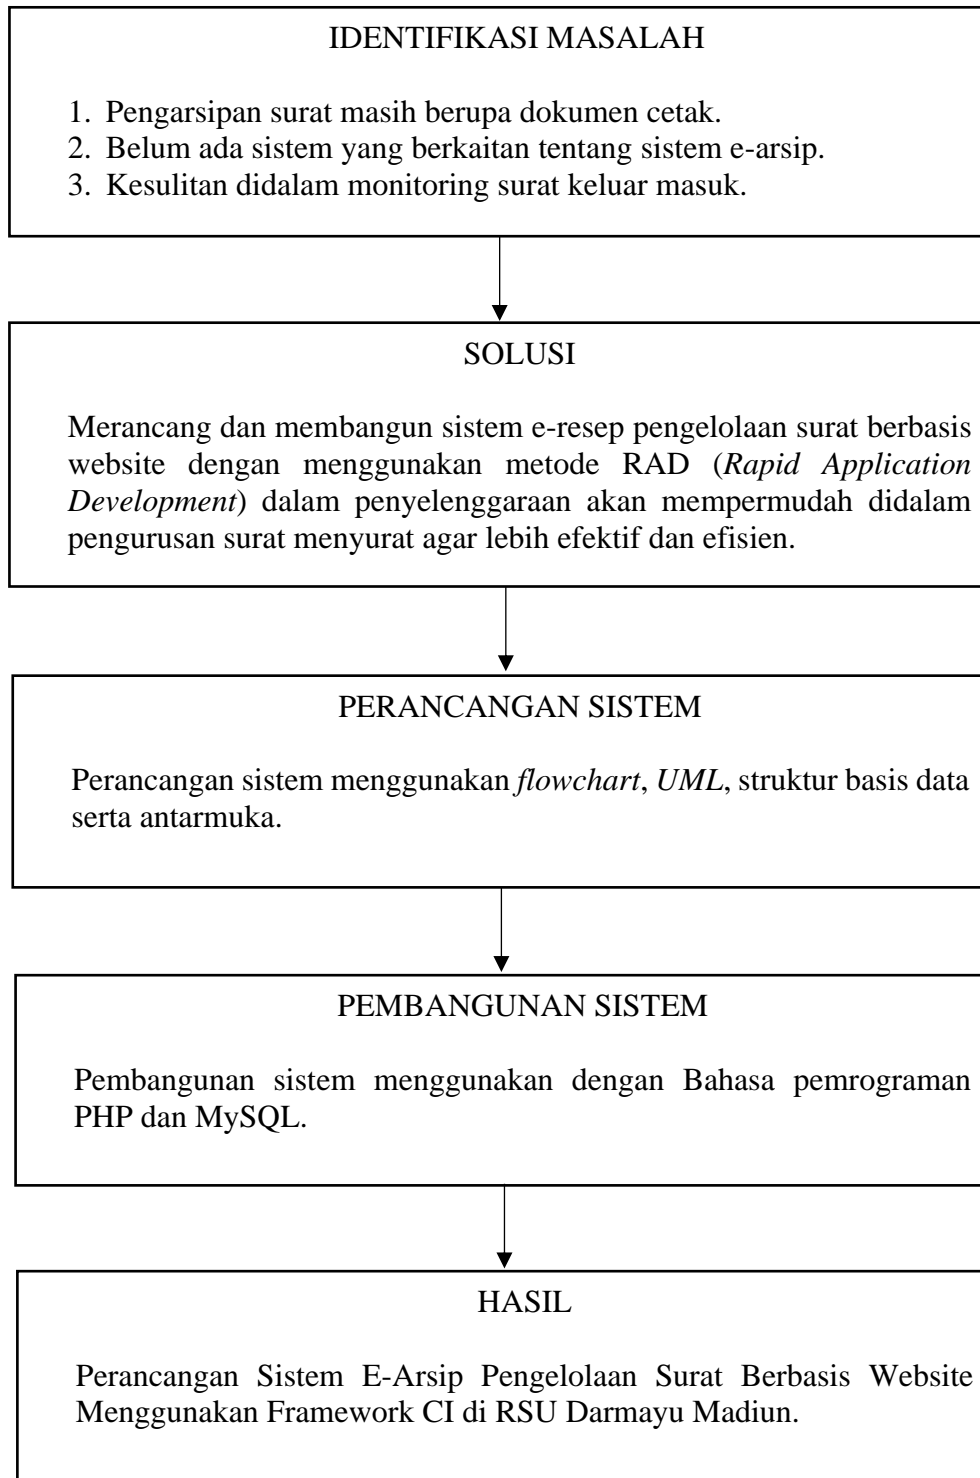 IDENTIFIKASI MASALAH
1. Pengarsipan surat masih berupa dokumen cetak.
2. Belum ada sistem yang berkaitan tentang sistem e-arsip.
3. Kesulitan didalam monitoring surat keluar masuk.
SOLUSI
Merancang dan membangun sistem e-resep pengelolaan surat berbasis
website dengan menggunakan metode RAD (Rapid Application
Development) dalam penyelenggaraan akan mempermudah didalam
pengurusan surat menyurat agar lebih efektif dan efisien.
PERANCANGAN SISTEM
Perancangan sistem menggunakan flowchart, UML, struktur basis data
serta antarmuka.
PEMBANGUNAN SISTEM
Pembangunan sistem menggunakan dengan Bahasa pemrograman
PHP dan MySQL.
HASIL
Perancangan Sistem E-Arsip Pengelolaan Surat Berbasis Website
Menggunakan Framework CI di RSU Darmayu Madiun.